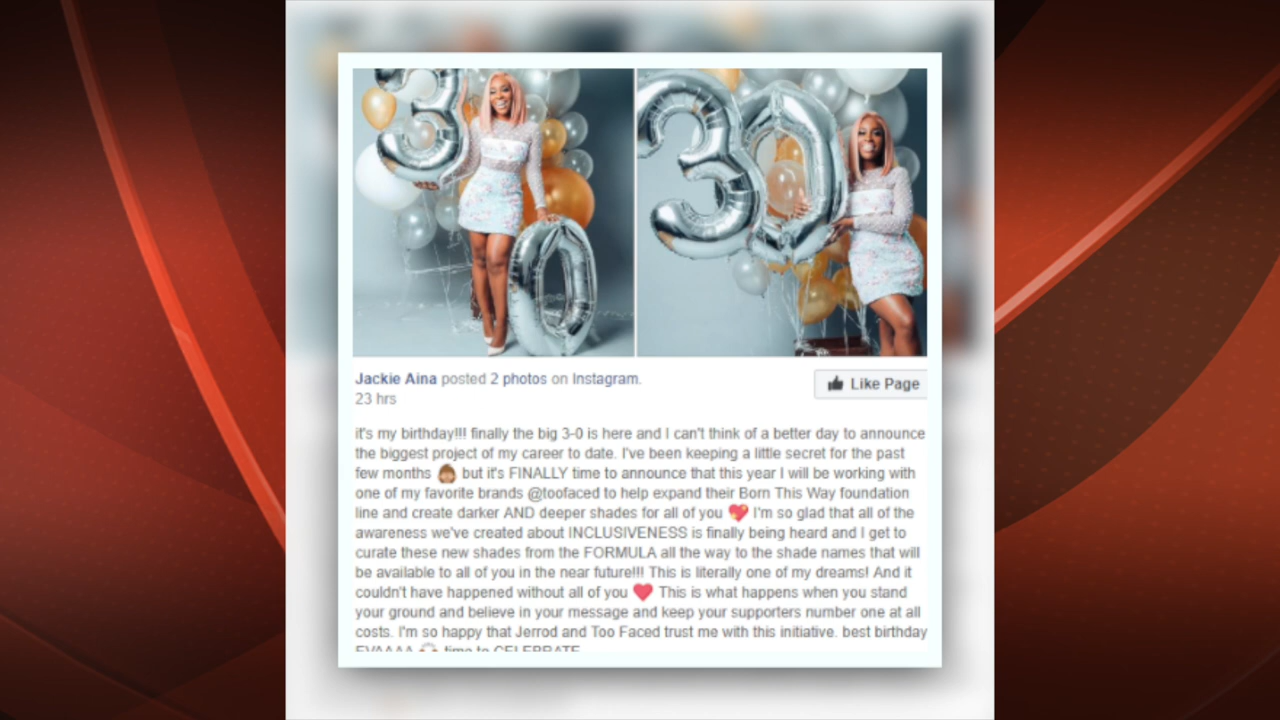 30
30
Jackie Aina posted 2 photos on Instagram.
Like Page
23 hrs
it's my birthday!!! finally the big 3-0 is here and I can't think of a better day to announce
the biggest project of my career to date. I've been keeping a little secret for the past
few months 🙊 but it's FINALLY time to announce that this year I will be working with
one of my favorite brands @toofaced to help expand their Born This Way foundation
line and create darker AND deeper shades for all of you 💖 I'm so glad that all of the
awareness we've created about INCLUSIVENESS is finally being heard and I get to
curate these new shades from the FORMULA all the way to the shade names that will
be available to all of you in the near future!!! This is literally one of my dreams! And it
couldn't have happened without all of you ❤️ This is what happens when you stand
your ground and believe in your message and keep your supporters number one at all
costs. I'm so happy that Jerrod and Too Faced trust me with this initiative. best birthday
EVAAAA time to CELEBRATE